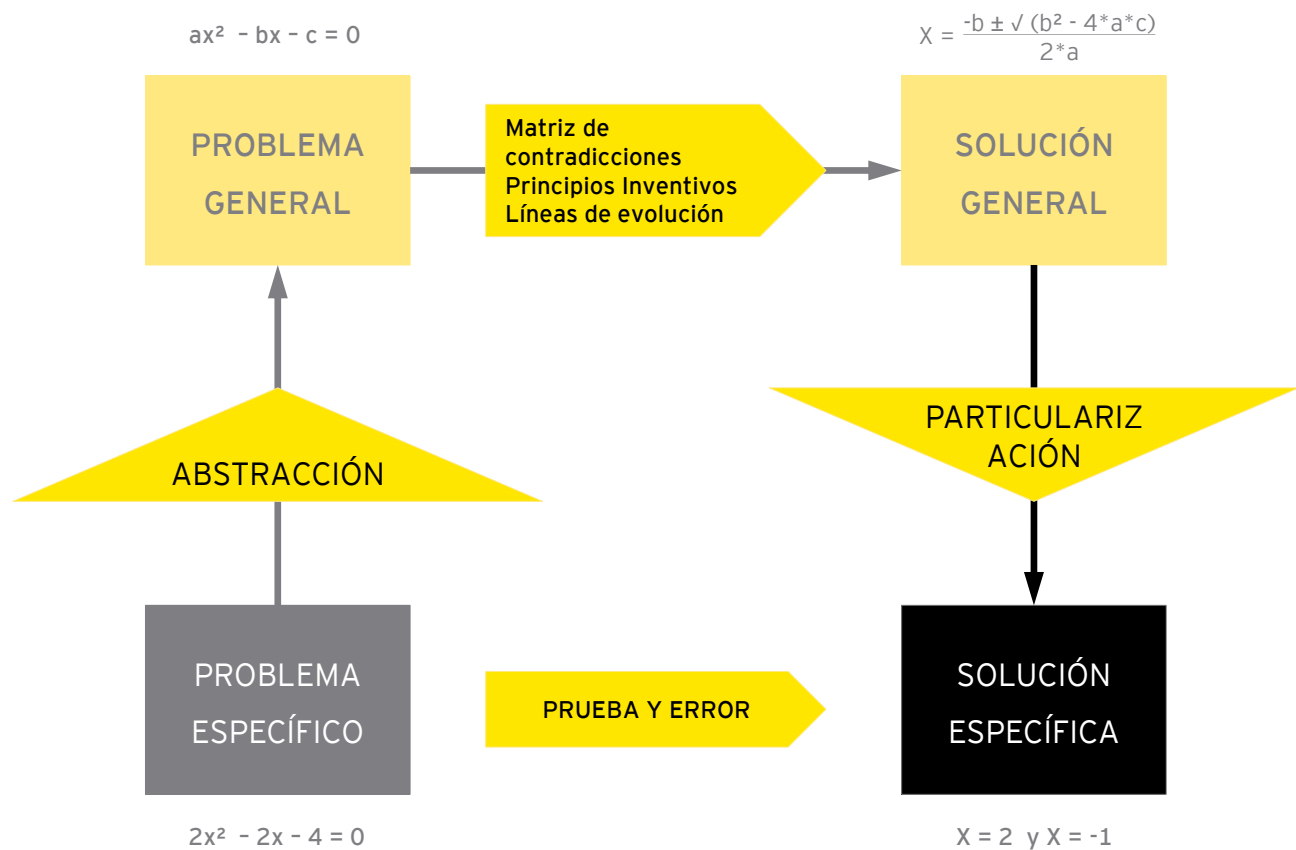 ax² – bx – c = 0
X = -b ± √ (b² - 4*a*c)
2*a
PROBLEMA
GENERAL
Matriz de
contradicciones
Principios Inventivos
Líneas de evolución
SOLUCIÓN
GENERAL
ABSTRACCIÓN
PARTICULARIZ
ACIÓN
PROBLEMA
ESPECÍFICO
PRUEBA Y ERROR
SOLUCIÓN
ESPECÍFICA
2x² – 2x – 4 = 0
X = 2 y X = -1